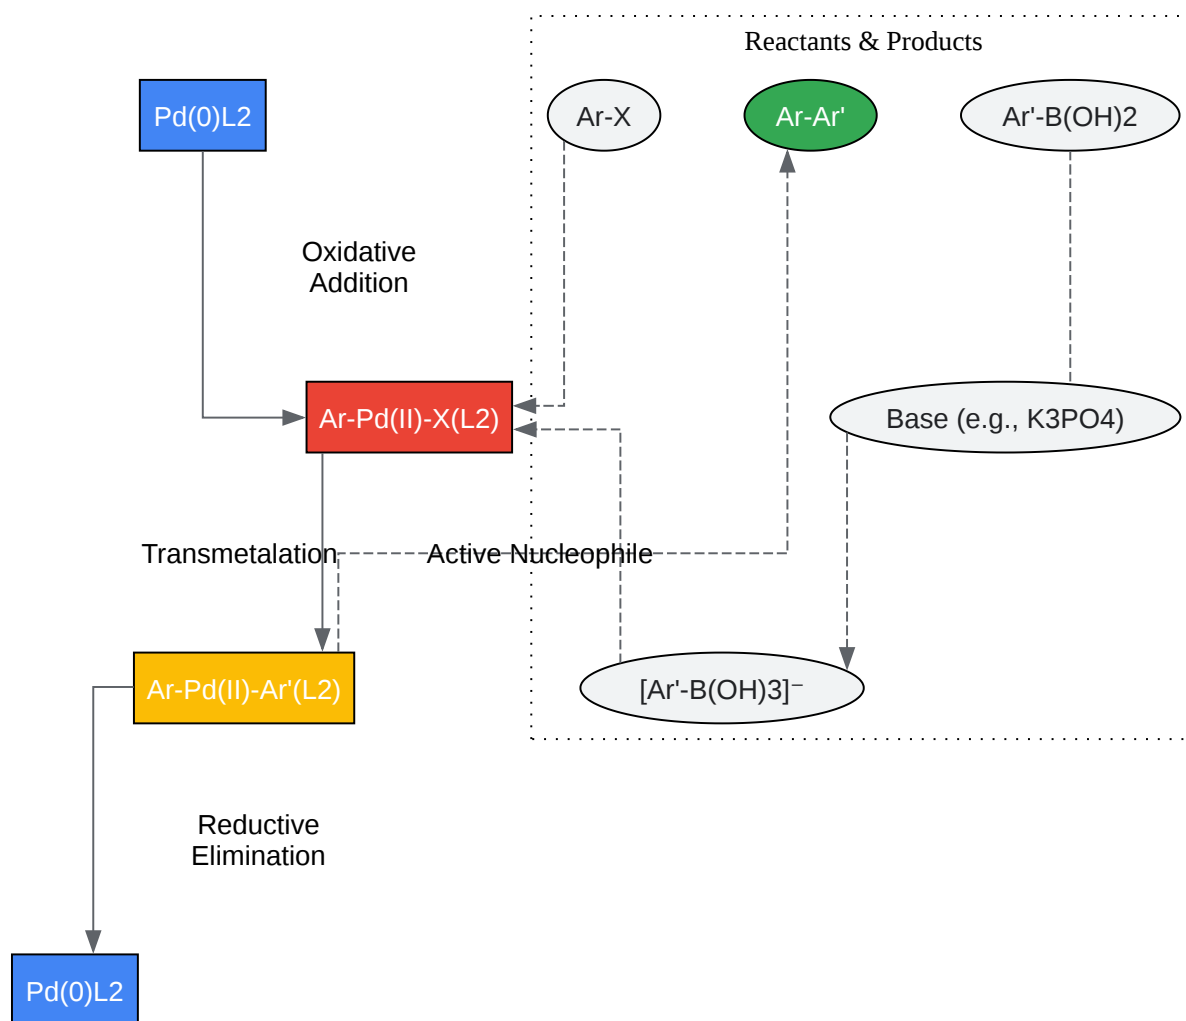 Reactants & Products
Pd(0)L2
Ar-X
Ar-Ar'
Ar'-B(OH)2
Oxidative
Addition
Ar-Pd(II)-X(L2)
Base (e.g., K3PO4)
Transmetalation
Active Nucleophile
Ar-Pd(II)-Ar'(L2)
[Ar'-B(OH)3]⁻
Reductive
Elimination
Pd(0)L2